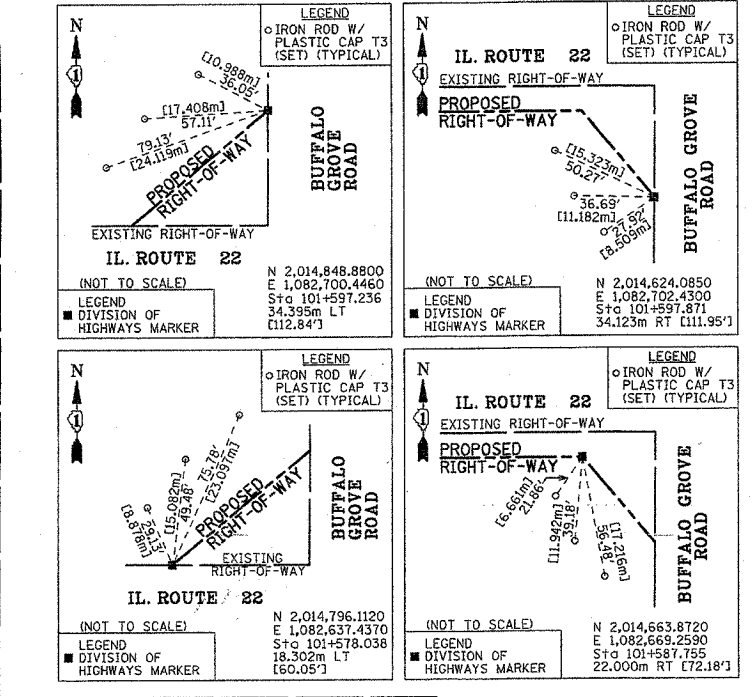 N
1
LEGEND
IRON ROD W/
PLASTIC CAP T3
(SET) (TYPICAL)
[10.988m]
36.05'
[17.408m]
57.11'
79.13'
[24.119m]
PROPOSED
RIGHT-OF-WAY
BUFFALO
GROVE
ROAD
EXISTING RIGHT-OF-WAY
IL. ROUTE 22
(NOT TO SCALE)
LEGEND
DIVISION OF
HIGHWAYS MARKER
N 2,014,848.8800
E 1,082,700.4460
Sta 101+597.236
34.395m LT
[112.84']
N
1
LEGEND
IRON ROD W/
PLASTIC CAP T3
(SET) (TYPICAL)
IL. ROUTE 22
EXISTING RIGHT-OF-WAY
PROPOSED
RIGHT-OF-WAY
[15.323m]
50.27'
36.69'
[11.182m]
27.92'
[8.509m]
BUFFALO GROVE
ROAD
(NOT TO SCALE)
LEGEND
DIVISION OF
HIGHWAYS MARKER
N 2,014,624.0850
E 1,082,702.4300
Sta 101+597.871
34.123m RT [111.95']
N
1
LEGEND
IRON ROD W/
PLASTIC CAP T3
(SET) (TYPICAL)
29.13'
[8.878m]
[15.082m]
49.48'
75.78'
[23.097m]
PROPOSED
RIGHT-OF-WAY
BUFFALO
GROVE
ROAD
EXISTING
RIGHT-OF-WAY
IL. ROUTE 22
(NOT TO SCALE)
LEGEND
DIVISION OF
HIGHWAYS MARKER
N 2,014,796.1120
E 1,082,637.4370
Sta 101+578.038
18.302m LT
[60.05']
N
1
LEGEND
IRON ROD W/
PLASTIC CAP T3
(SET) (TYPICAL)
IL. ROUTE 22
EXISTING RIGHT-OF-WAY
PROPOSED
RIGHT-OF-WAY
[6.661m]
21.86'
[11.942m]
39.18'
[17.216m]
56.48'
BUFFALO GROVE
ROAD
(NOT TO SCALE)
LEGEND
DIVISION OF
HIGHWAYS MARKER
N 2,014,663.8720
E 1,082,669.2590
Sta 101+587.755
22.000m RT [72.18']